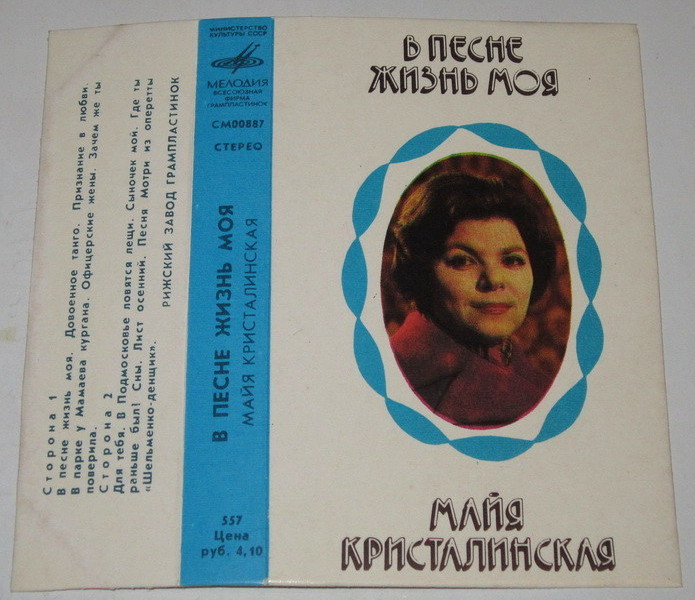 Сторона 1
В песне жизнь моя. Довоенное танго. Признание в любви.
В парке у Мамаева кургана. Офицерские жены. Зачем же ты
поверила.
Сторона 2
Для тебя. В Подмосковье ловятся лещи. Сыночек мой. Где ты
раньше был! Сны. Лист осенний. Песня Мотри из оперетты
«Шельменко-денщик».
РИЖСКИЙ ЗАВОД ГРАМПЛАСТИНОК
МИНИСТЕРСТВО
КУЛЬТУРЫ СССР
МЕЛОДИЯ
ВСЕСОЮЗНАЯ
ФИРМА
ГРАМПЛАСТИНОК
СМ00887
СТЕРЕО
В ПЕСНЕ ЖИЗНЬ МОЯ
МАЙЯ КРИСТАЛИНСКАЯ
557
Цена
руб. 4,10
В ПЕСНЕ
ЖИЗНЬ МОЯ
МАЙЯ
КРИСТАЛИНСКАЯ